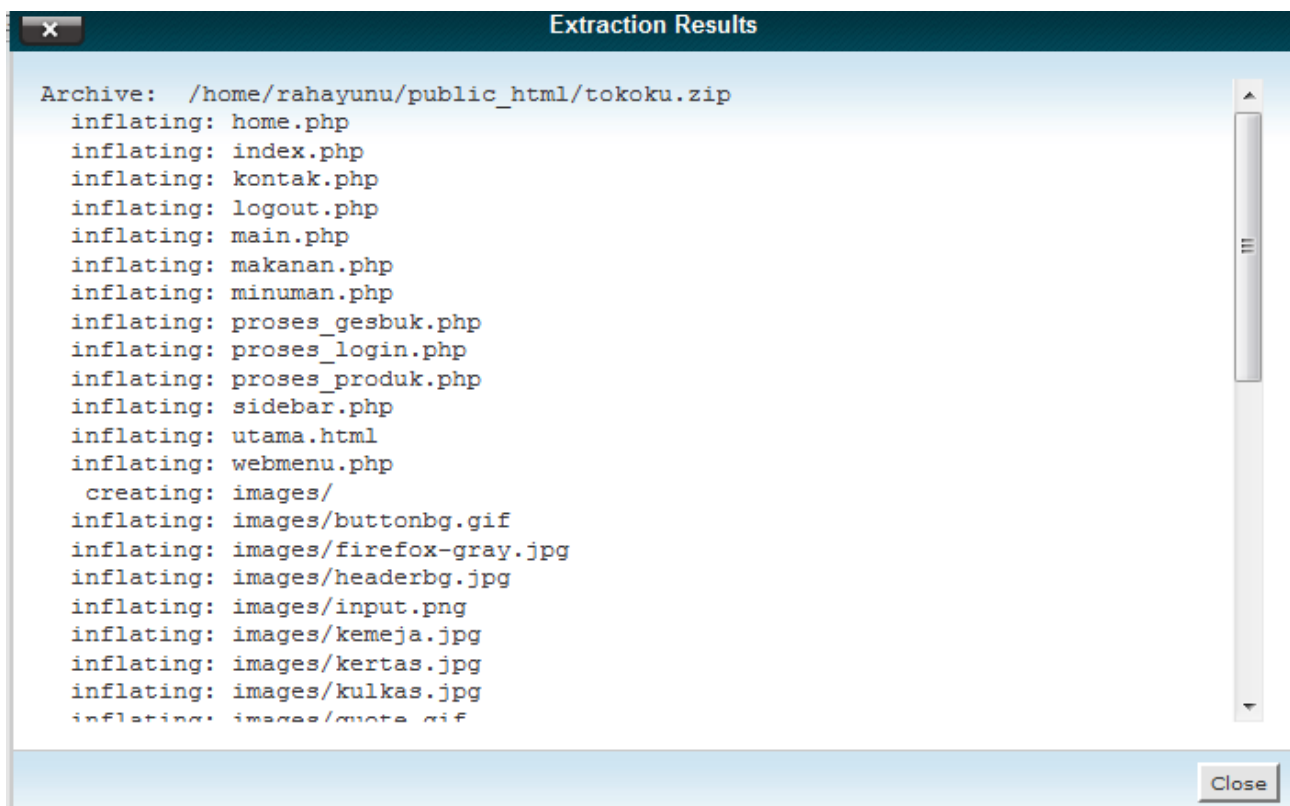 Extraction Results
Archive:  /home/rahayunu/public_html/tokoku.zip
inflating: home.php
inflating: index.php
inflating: kontak.php
inflating: logout.php
inflating: main.php
inflating: makanan.php
inflating: minuman.php
inflating: proses_gesbuk.php
inflating: proses_login.php
inflating: proses_produk.php
inflating: sidebar.php
inflating: utama.html
inflating: webmenu.php
creating: images/
inflating: images/buttonbg.gif
inflating: images/firefox-gray.jpg
inflating: images/headerbg.jpg
inflating: images/input.png
inflating: images/kemeja.jpg
inflating: images/kertas.jpg
inflating: images/kulkas.jpg
inflating: images/quote.gif
Close